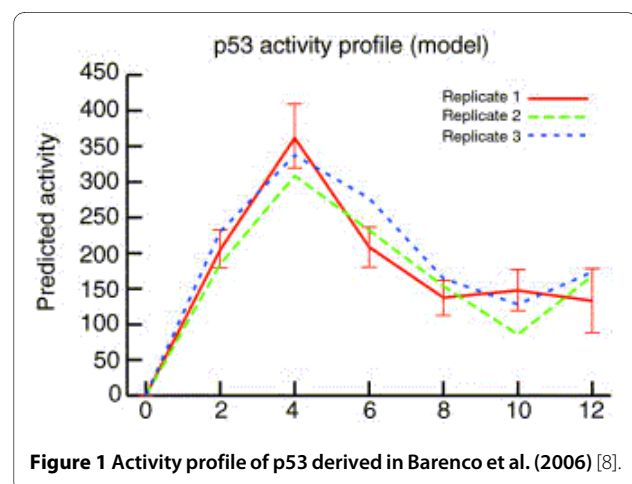 p53 activity profile (model)
450
400
350
300
250
200
150
100
50
0
Predicted activity
Replicate 1
Replicate 2
Replicate 3
0 2 4 6 8 10 12
Figure 1 Activity profile of p53 derived in Barenco et al. (2006) [8].